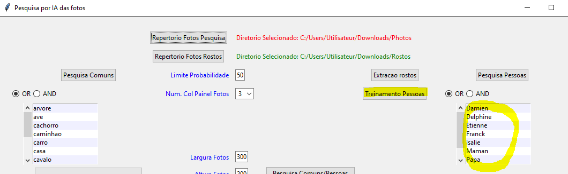 Pesquisa por IA das fotos
Repertorio Fotos Pesquisa Diretorio Selecionado: C:/Users/Utilisateur/Downloads/Photos
Repertorio Fotos Rostos Diretorio Selecionado: C:/Users/Utilisateur/Downloads/Rostos
Pesquisa Comuns Limite Probabilidade 50 Extracao rostos Pesquisa Pessoas
OR AND Num. Col Painel Fotos 3 Treinamento Pessoas OR AND
arvore Damien
ave Delphine
cachorro Etienne
caminhao Franck
carro Isalie
casa Maman
cavalo Largura Fotos 300 Papa
Altura Fotos 200 Pesquisa Comuns/Pessoas